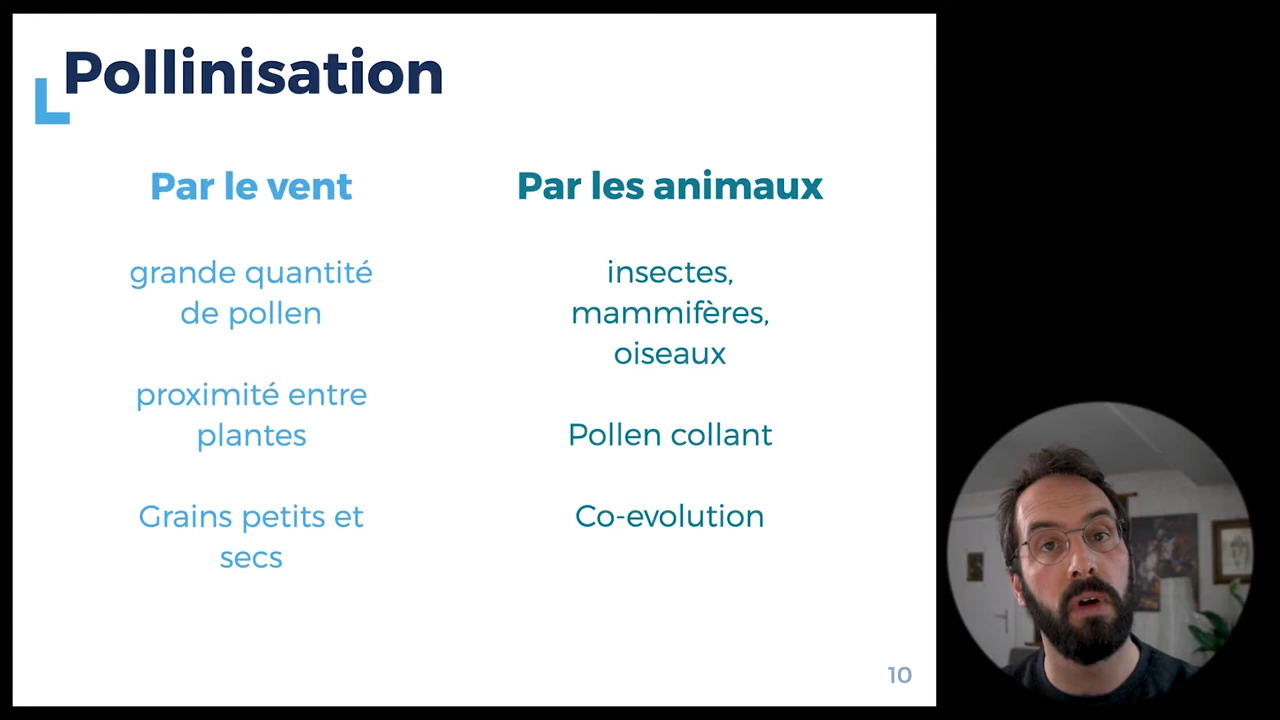 Pollinisation
Par le vent
grande quantité
de pollen
proximité entre
plantes
Grains petits et
secs
Par les animaux
insectes,
mammifères,
oiseaux
Pollen collant
Co-evolution
10